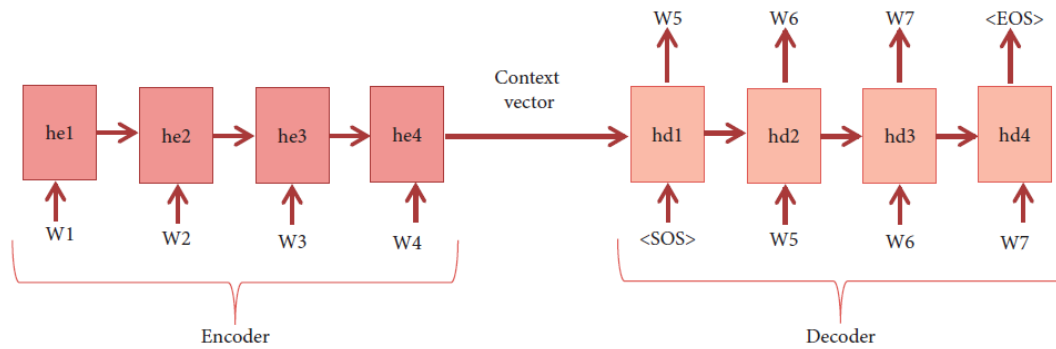 W5 W6 W7 <EOS>
Context
vector
he1 he2 he3 he4 hd1 hd2 hd3 hd4
W1 W2 W3 W4 <SOS> W5 W6 W7
Encoder Decoder